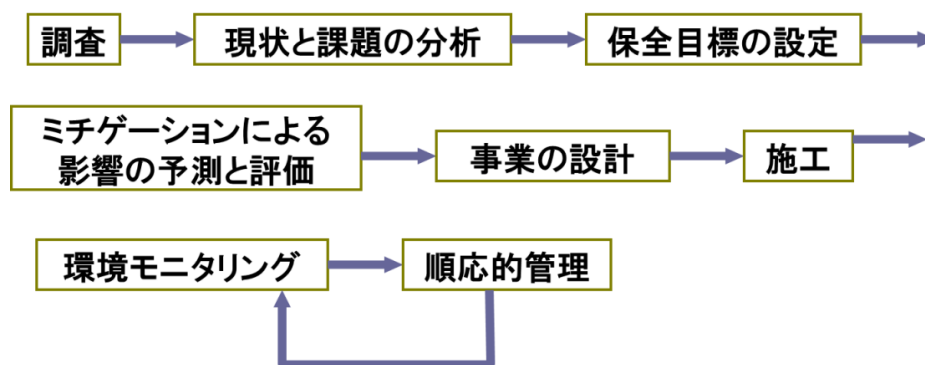 調査
現状と課題の分析
保全目標の設定
ミチゲーションによる
影響の予測と評価
事業の設計
施工
環境モニタリング
順応的管理